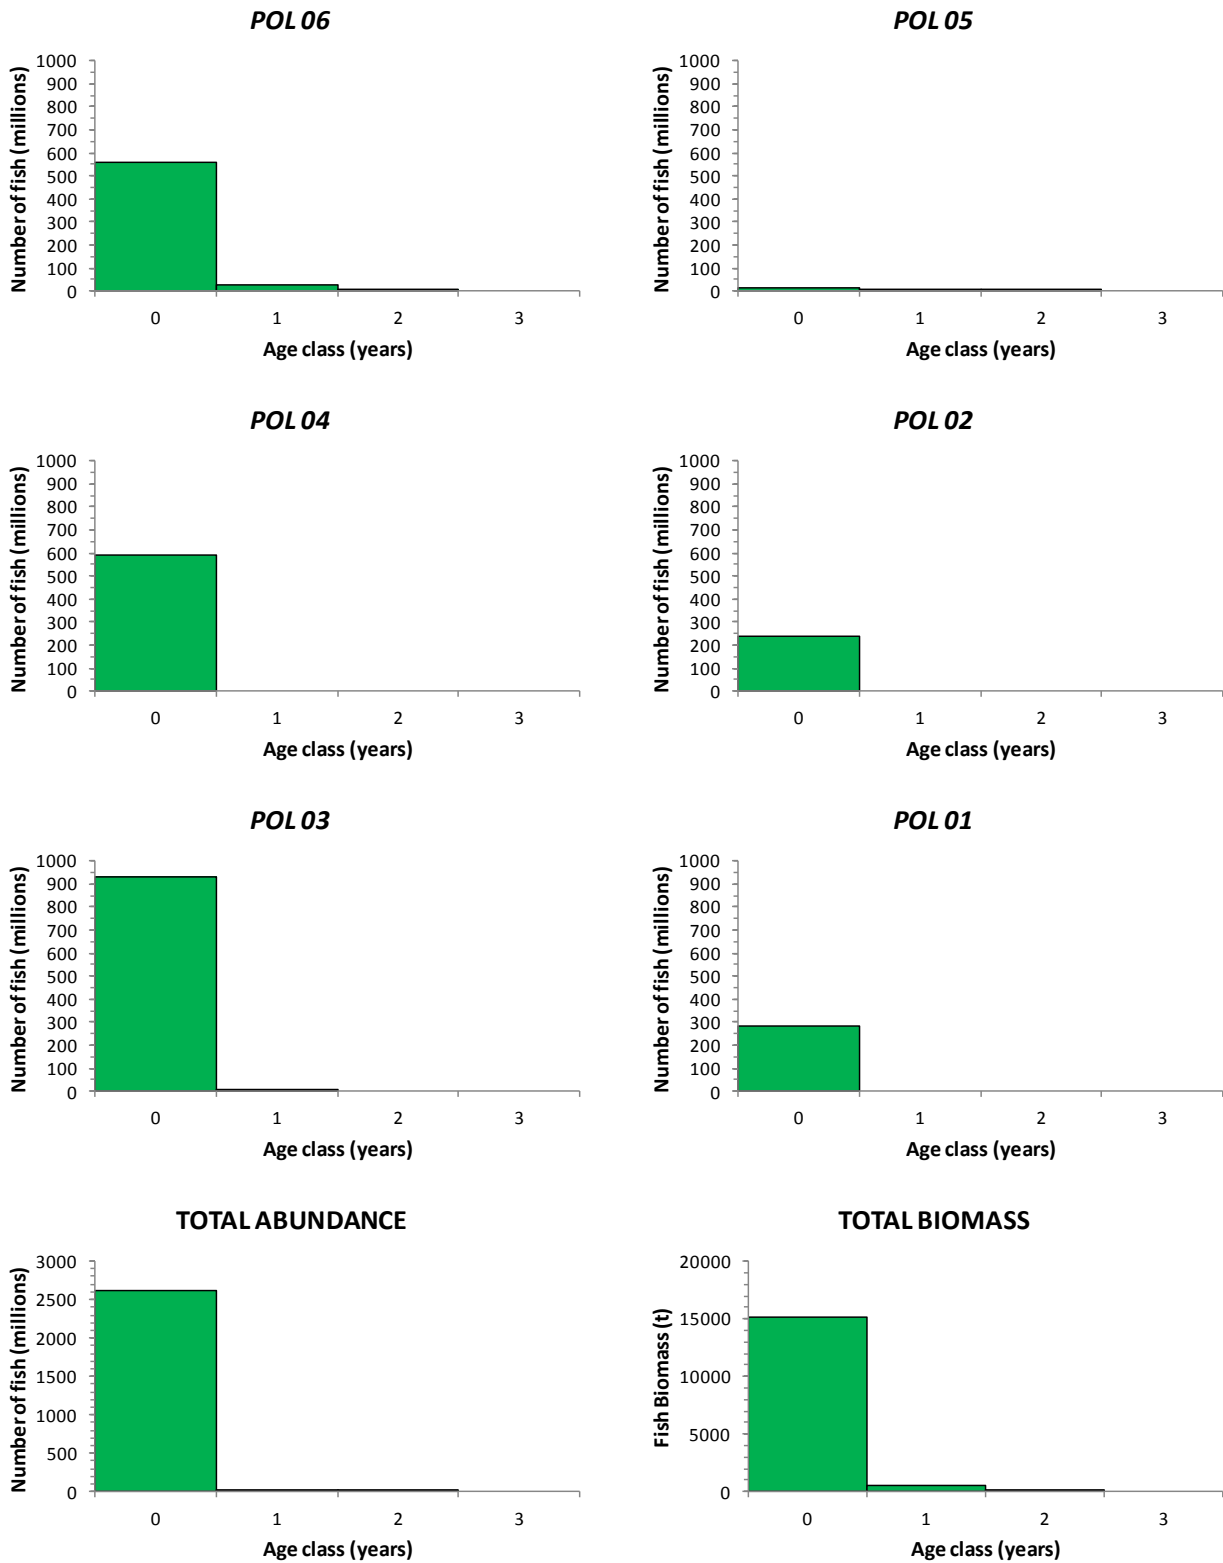 POL 06
Number of fish (millions)
1000
900
800
700
600
500
400
300
200
100
0
0 1 2 3
Age class (years)
POL 05
Number of fish (millions)
1000
900
800
700
600
500
400
300
200
100
0
0 1 2 3
Age class (years)
POL 04
Number of fish (millions)
1000
900
800
700
600
500
400
300
200
100
0
0 1 2 3
Age class (years)
POL 02
Number of fish (millions)
1000
900
800
700
600
500
400
300
200
100
0
0 1 2 3
Age class (years)
POL 03
Number of fish (millions)
1000
900
800
700
600
500
400
300
200
100
0
0 1 2 3
Age class (years)
POL 01
Number of fish (millions)
1000
900
800
700
600
500
400
300
200
100
0
0 1 2 3
Age class (years)
TOTAL ABUNDANCE
Number of fish (millions)
3000
2500
2000
1500
1000
500
0
0 1 2 3
Age class (years)
TOTAL BIOMASS
Fish Biomass (t)
20000
15000
10000
5000
0
0 1 2 3
Age class (years)